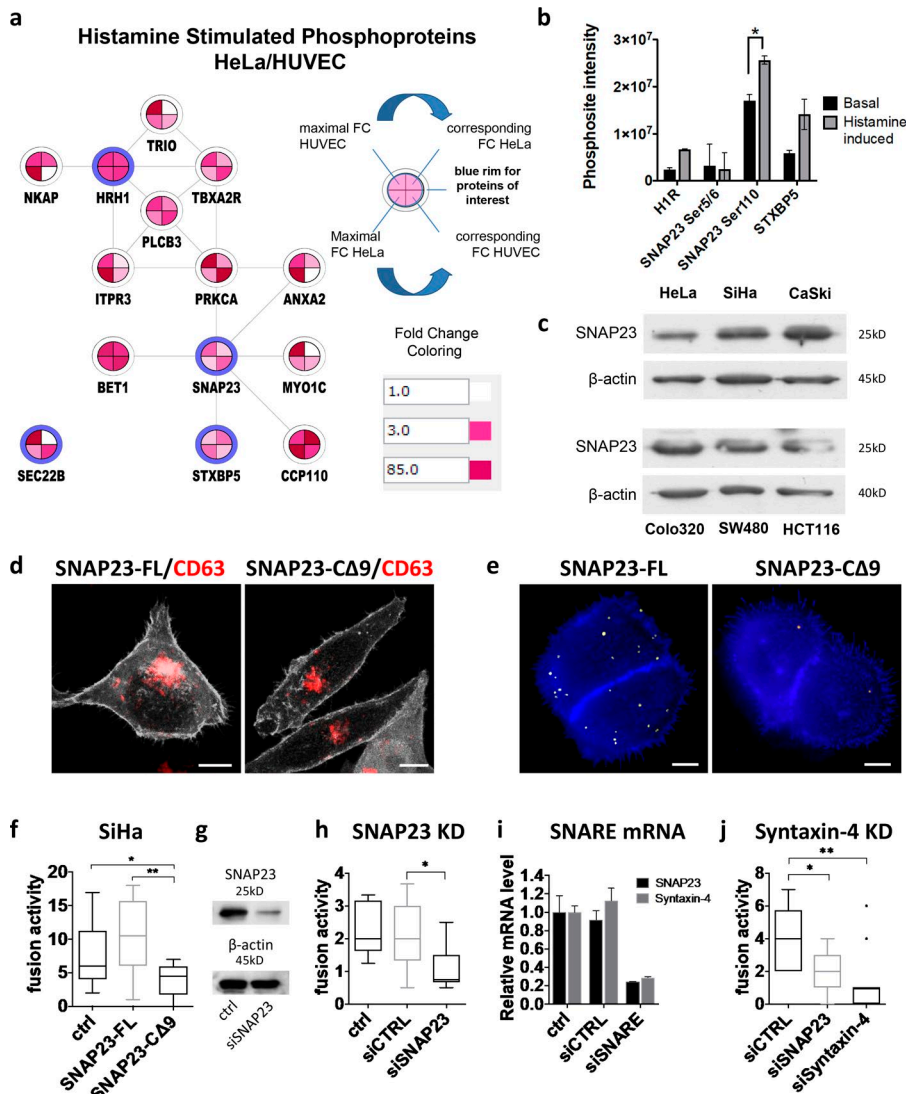 a
Histamine Stimulated Phosphoproteins
HeLa/HUVEC
TRIO
NKAP
HRH1
TBXA2R
PLCB3
ITPR3
PRKCA
ANXA2
BET1
SNAP23
MYO1C
SEC22B
STXBP5
CCP110
maximal FC
HUVEC
corresponding
FC HeLa
blue rim for
proteins of
interest
Maximal
FC HeLa
corresponding
FC HUVEC
Fold Change
Coloring
1.0
3.0
85.0
b
Phosphosite intensity
3×10⁷
2×10⁷
1×10⁷
0
*
Basal
Histamine
induced
H1R
SNAP23 Ser5/6
SNAP23 Ser110
STXBP5
c
HeLa SiHa CaSki
SNAP23 25kD
β-actin 45kD
SNAP23 25kD
β-actin 40kD
Colo320 SW480 HCT116
d
SNAP23-FL/CD63 SNAP23-CΔ9/CD63
e
SNAP23-FL SNAP23-CΔ9
f
SiHa
fusion activity
20
15
10
5
0
*
**
ctrl
SNAP23-FL
SNAP23-CΔ9
g
SNAP23
25kD
β-actin
45kD
ctrl
siSNAP23
h
SNAP23 KD
fusion activity
4
3
2
1
0
*
ctrl
siCTRL
siSNAP23
i
SNARE mRNA
Relative mRNA level
1.4
1.2
1.0
0.8
0.6
0.4
0.2
0.0
SNAP23
Syntaxin-4
ctrl
siCTRL
siSNARE
j
Syntaxin-4 KD
fusion activity
8
6
4
2
0
**
*
siCTRL
siSNAP23
siSyntaxin-4